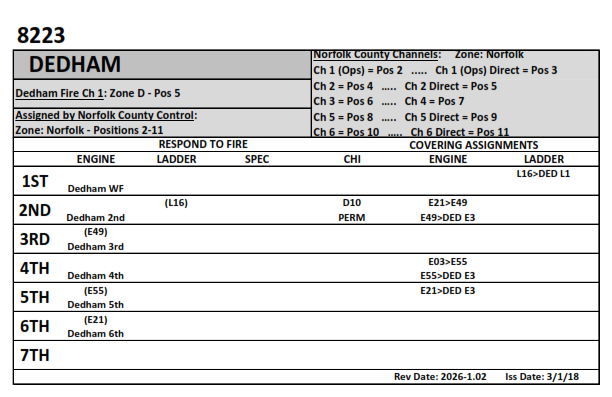 8223
DEDHAM
Norfolk County Channels: Zone: Norfolk
Ch 1 (Ops) = Pos 2 ..... Ch 1 (Ops) Direct = Pos 3
Ch 2 = Pos 4 ..... Ch 2 Direct = Pos 5
Ch 3 = Pos 6 ..... Ch 4 = Pos 7
Ch 5 = Pos 8 ..... Ch 5 Direct = Pos 9
Ch 6 = Pos 10 ..... Ch 6 Direct = Pos 11
Dedham Fire Ch 1: Zone D - Pos 5
Assigned by Norfolk County Control:
Zone: Norfolk - Positions 2-11
RESPOND TO FIRE COVERING ASSIGNMENTS
ENGINE LADDER SPEC CHI ENGINE LADDER
1ST L16>DED L1
Dedham WF
2ND (L16) D10 E21>E49
Dedham 2nd PERM E49>DED E3
3RD (E49)
Dedham 3rd
4TH E03>E55
Dedham 4th E55>DED E3
5TH (E55) E21>DED E3
Dedham 5th
6TH (E21)
Dedham 6th
7TH
Rev Date: 2026-1.02 Iss Date: 3/1/18